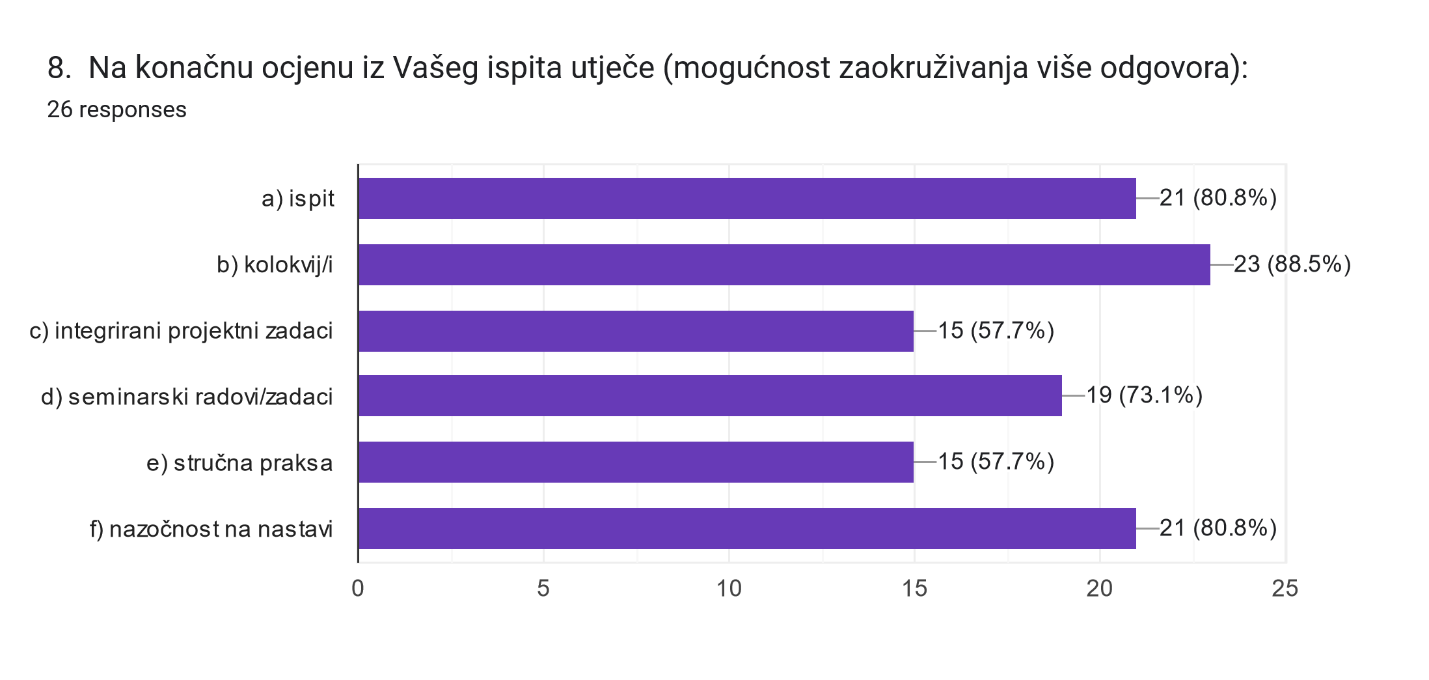 8. Na konačnu ocjenu iz Vašeg ispita utječe (mogućnost zaokruživanja više odgovora):
26 responses
a) ispit 21 (80.8%)
b) kolokvij/i 23 (88.5%)
c) integrirani projektni zadaci 15 (57.7%)
d) seminarski radovi/zadaci 19 (73.1%)
e) stručna praksa 15 (57.7%)
f) nazočnost na nastavi 21 (80.8%)
0 5 10 15 20 25